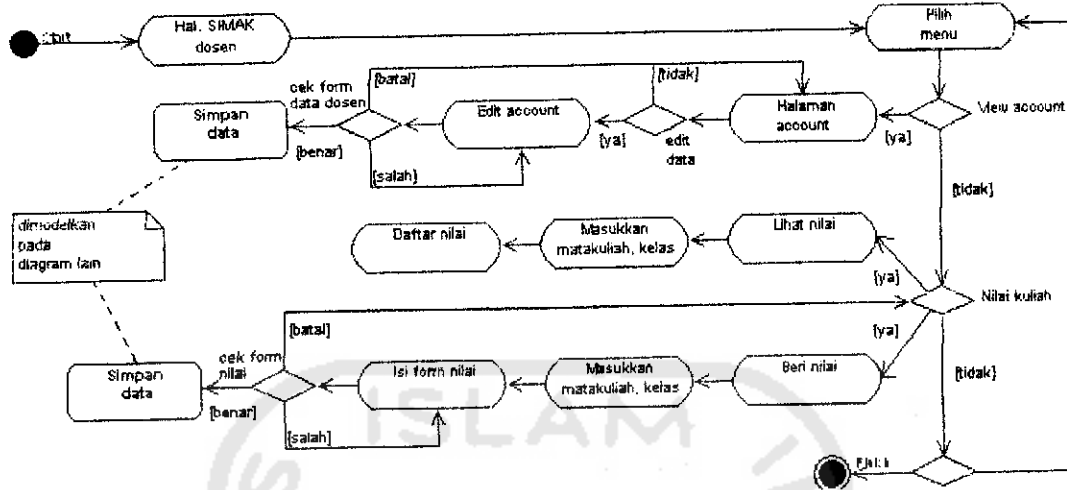 Start
Hal. SIMAK
dosen
Pilih
menu
[batal]
[tidak]
cek form
data dosen
Simpan
data
Edit account
Halaman
account
View account
[benar]
[ya]
edit
data
[ya]
[salah]
[tidak]
dimodelkan
pada
diagram lain
Daftar nilai
Masukkan
matakuliah, kelas
Lihat nilai
[ya]
Nilai kuliah
[batal]
[ya]
cek form
nilai
Simpan
data
Isi form nilai
Masukkan
matakuliah, kelas
Beri nilai
[tidak]
[benar]
[salah]
ISLAM